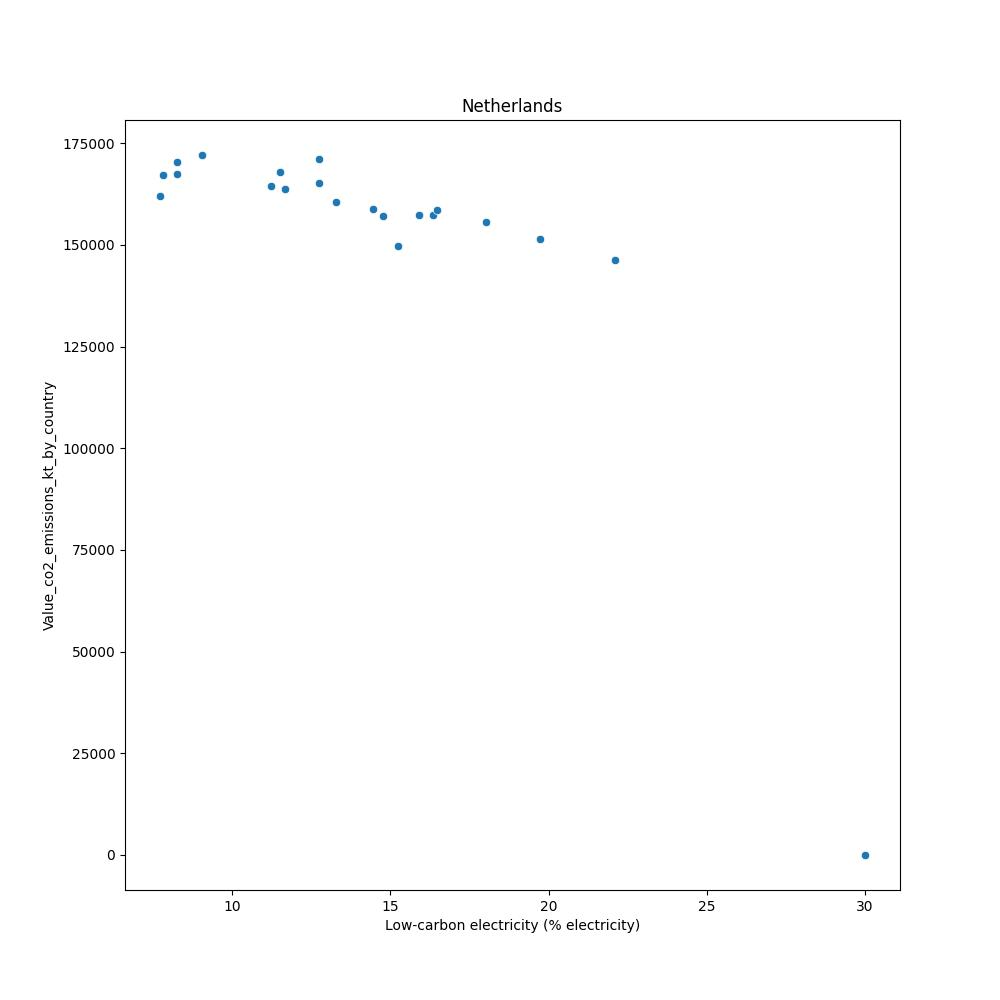 Netherlands
175000
150000
125000
100000
75000
50000
25000
0
Value_co2_emissions_kt_by_country
10 15 20 25 30
Low-carbon electricity (% electricity)